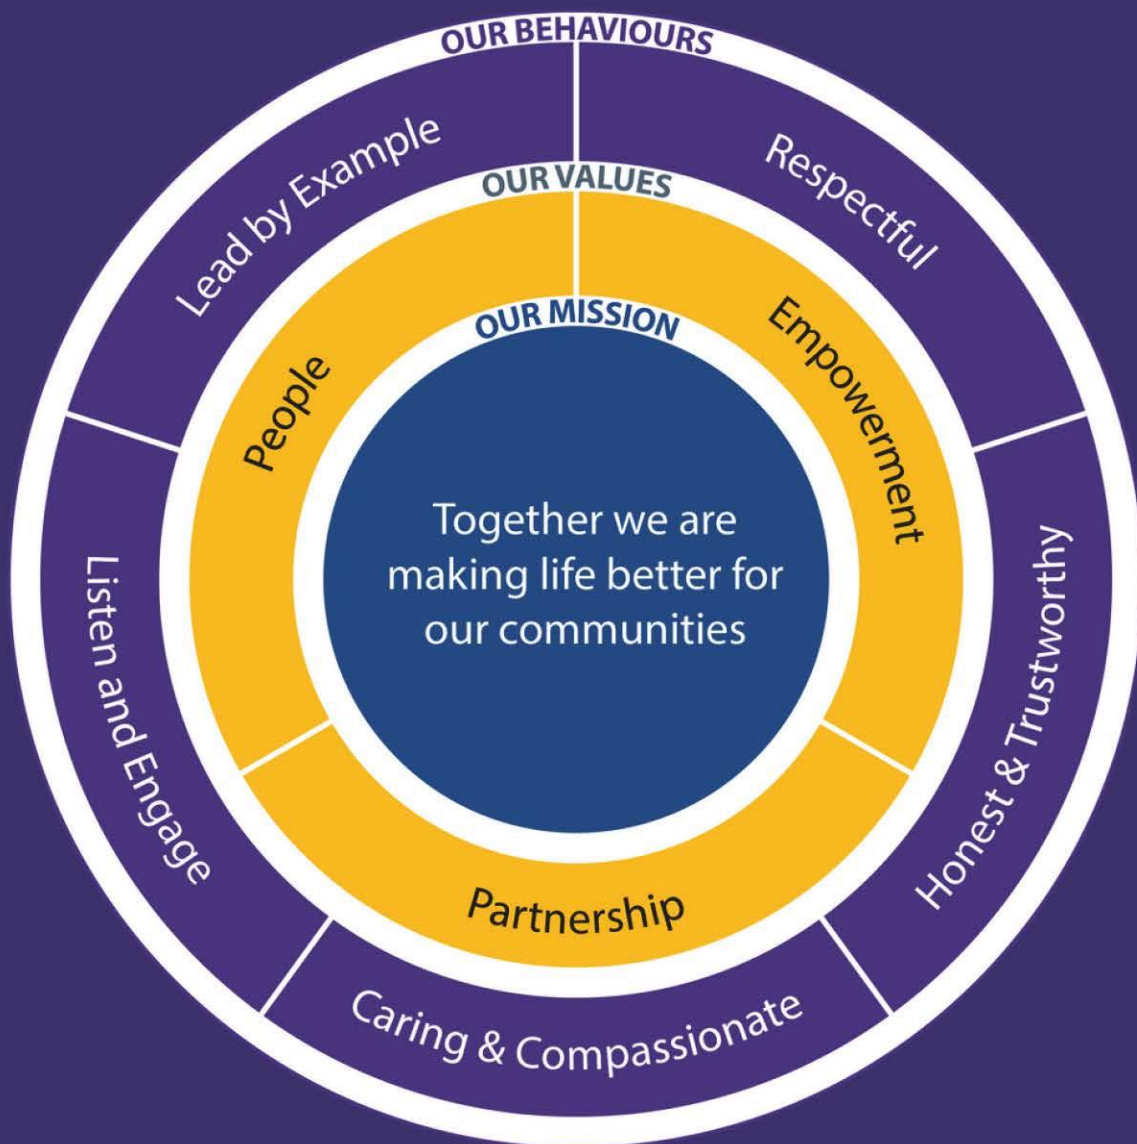 OUR BEHAVIOURS
Lead by Example
Respectful
Honest & Trustworthy
Caring & Compassionate
Listen and Engage
OUR VALUES
People
Empowerment
Partnership
OUR MISSION
Together we are
making life better for
our communities